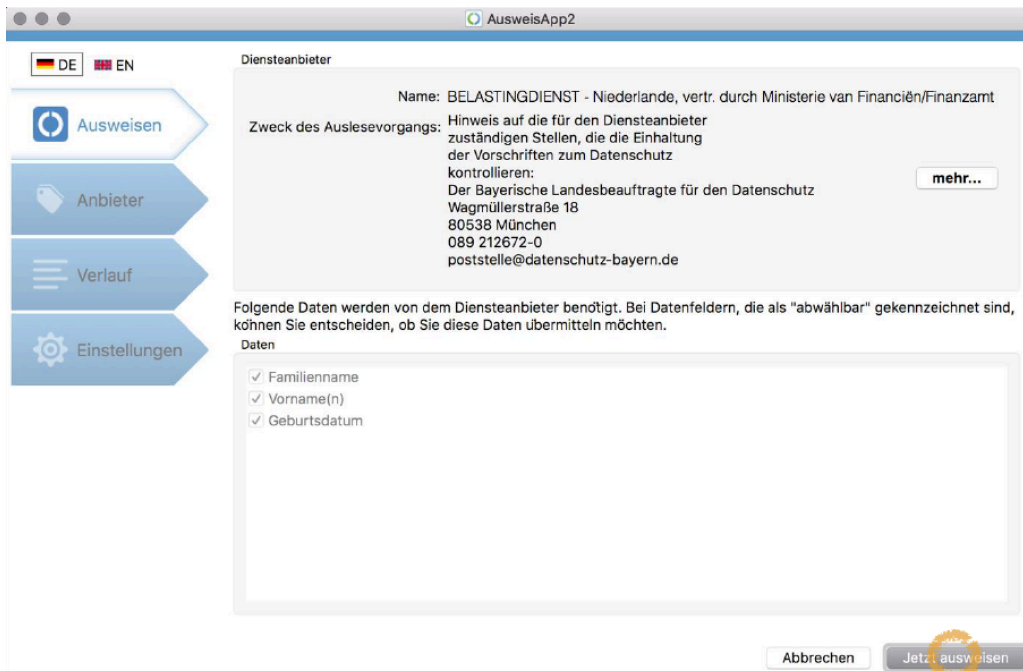 AusweisApp2
DE EN
Ausweisen
Anbieter
Verlauf
Einstellungen
Diensteanbieter
Name: BELASTINGDIENST - Niederlande, vertr. durch Ministerie van Financiën/Finanzamt
Zweck des Auslesevorgangs: Hinweis auf die für den Diensteanbieter
zuständigen Stellen, die die Einhaltung
der Vorschriften zum Datenschutz
kontrollieren:
Der Bayerische Landesbeauftragte für den Datenschutz
Wagmüllerstraße 18
80538 München
089 212672-0
poststelle@datenschutz-bayern.de
mehr...
Folgende Daten werden von dem Diensteanbieter benötigt. Bei Datenfeldern, die als "abwählbar" gekennzeichnet sind,
können Sie entscheiden, ob Sie diese Daten übermitteln möchten.
Daten
Familienname
Vorname(n)
Geburtsdatum
Abbrechen
Jetzt ausweisen